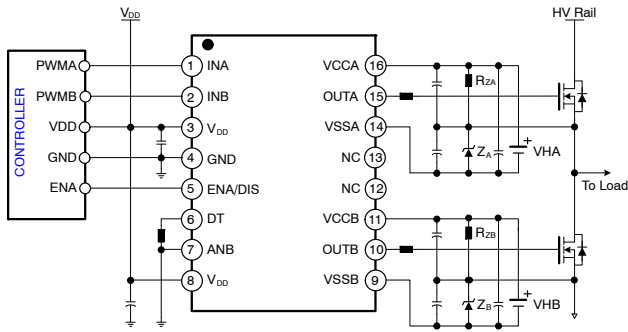 VDD
HV Rail
CONTROLLER
PWMA
PWMB
VDD
GND
ENA
1 INA
2 INB
3 VDD
4 GND
5 ENA/DIS
6 DT
7 ANB
8 VDD
VCCA 16
OUTA 15
VSSA 14
NC 13
NC 12
VCCB 11
OUTB 10
VSSB 9
RZA
ZA
VHA
To Load
RZB
ZB
VHB